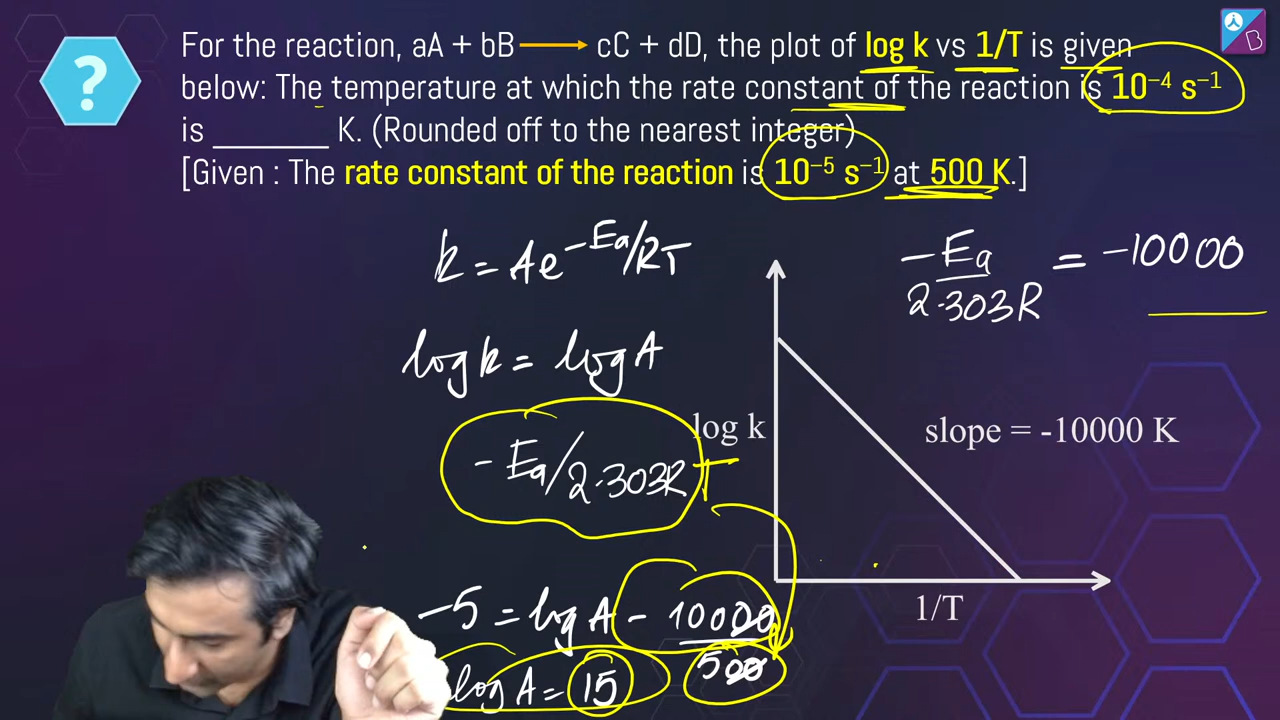 For the reaction, aA + bB ⟶ cC + dD, the plot of log k vs 1/T is given
below: The temperature at which the rate constant of the reaction is 10⁻⁴ s⁻¹
is ________ K. (Rounded off to the nearest integer)
[Given : The rate constant of the reaction is 10⁻⁵ s⁻¹ at 500 K.]
?
B
k = Ae^(-Ea/RT)
-Ea/2.303R = -10000
log k = log A
- Ea/2.303RT
log k
slope = -10000 K
1/T
-5 = log A - 10000/500
log A = 15